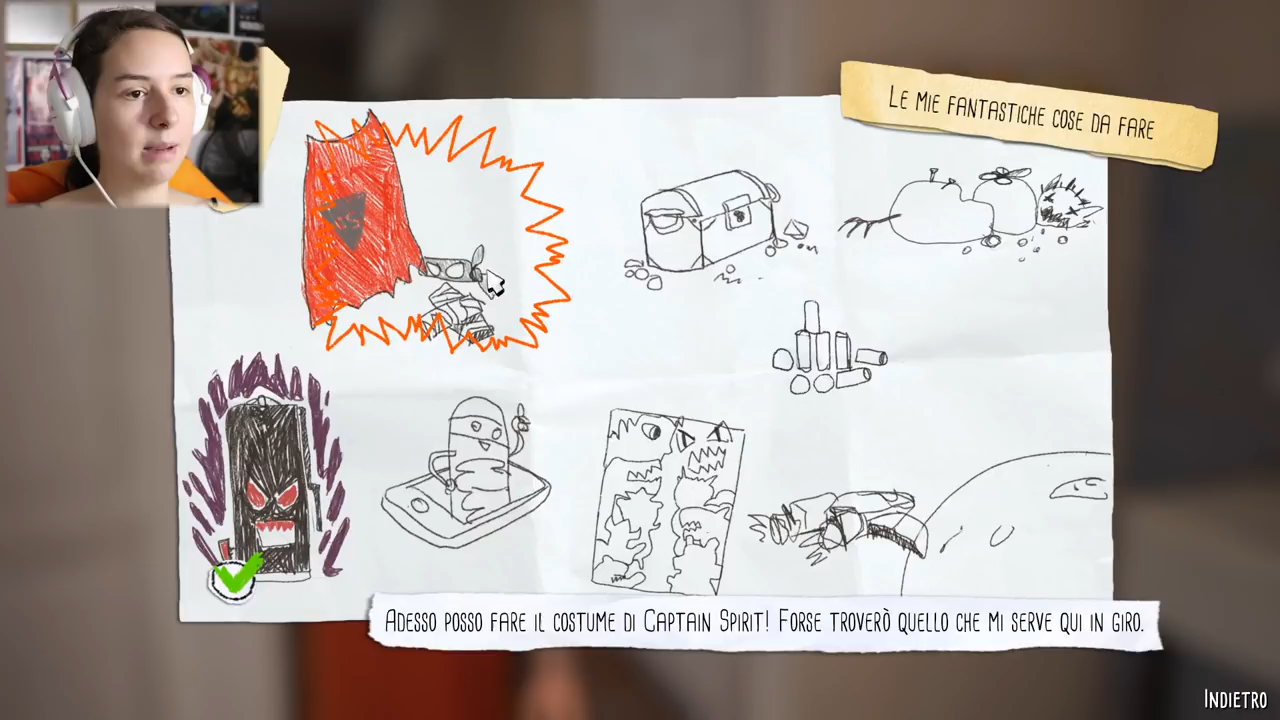 Le mie fantastiche cose da fare
Adesso posso fare il costume di Captain Spirit! Forse troverò quello che mi serve qui in giro.
Indietro